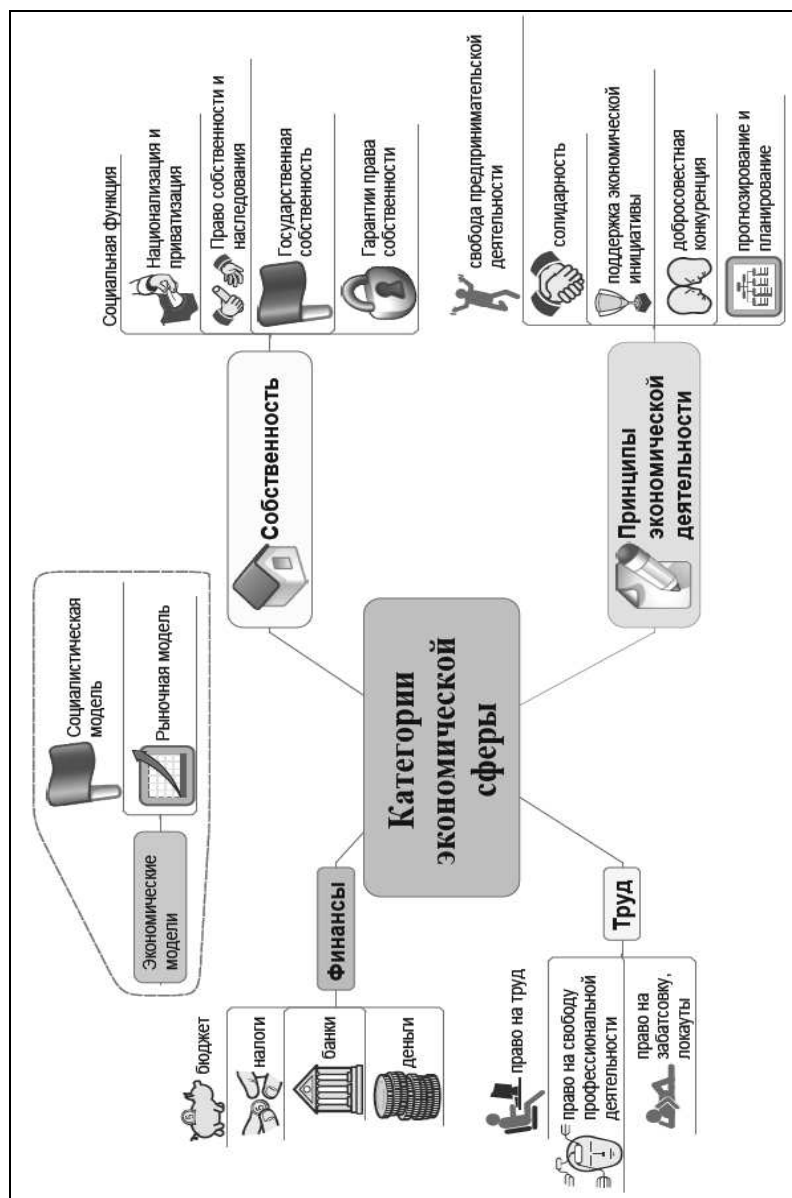 Категории
экономической
сферы
Финансы
бюджет
налоги
банки
деньги
Экономические
модели
Социалистическая
модель
Рыночная модель
Собственность
Социальная функция
Национализация и
приватизация
Право собственности и
наследования
Государственная
собственность
Гарантии права
собственности
Труд
право на труд
право на свободу
профессиональной
деятельности
право на
забатсовку,
локауты
Принципы
экономической
деятельности
свобода предпринимательской
деятельности
солидарность
поддержка экономической
инициативы
добросовестная
конкуренция
прогнозирование и
планирование